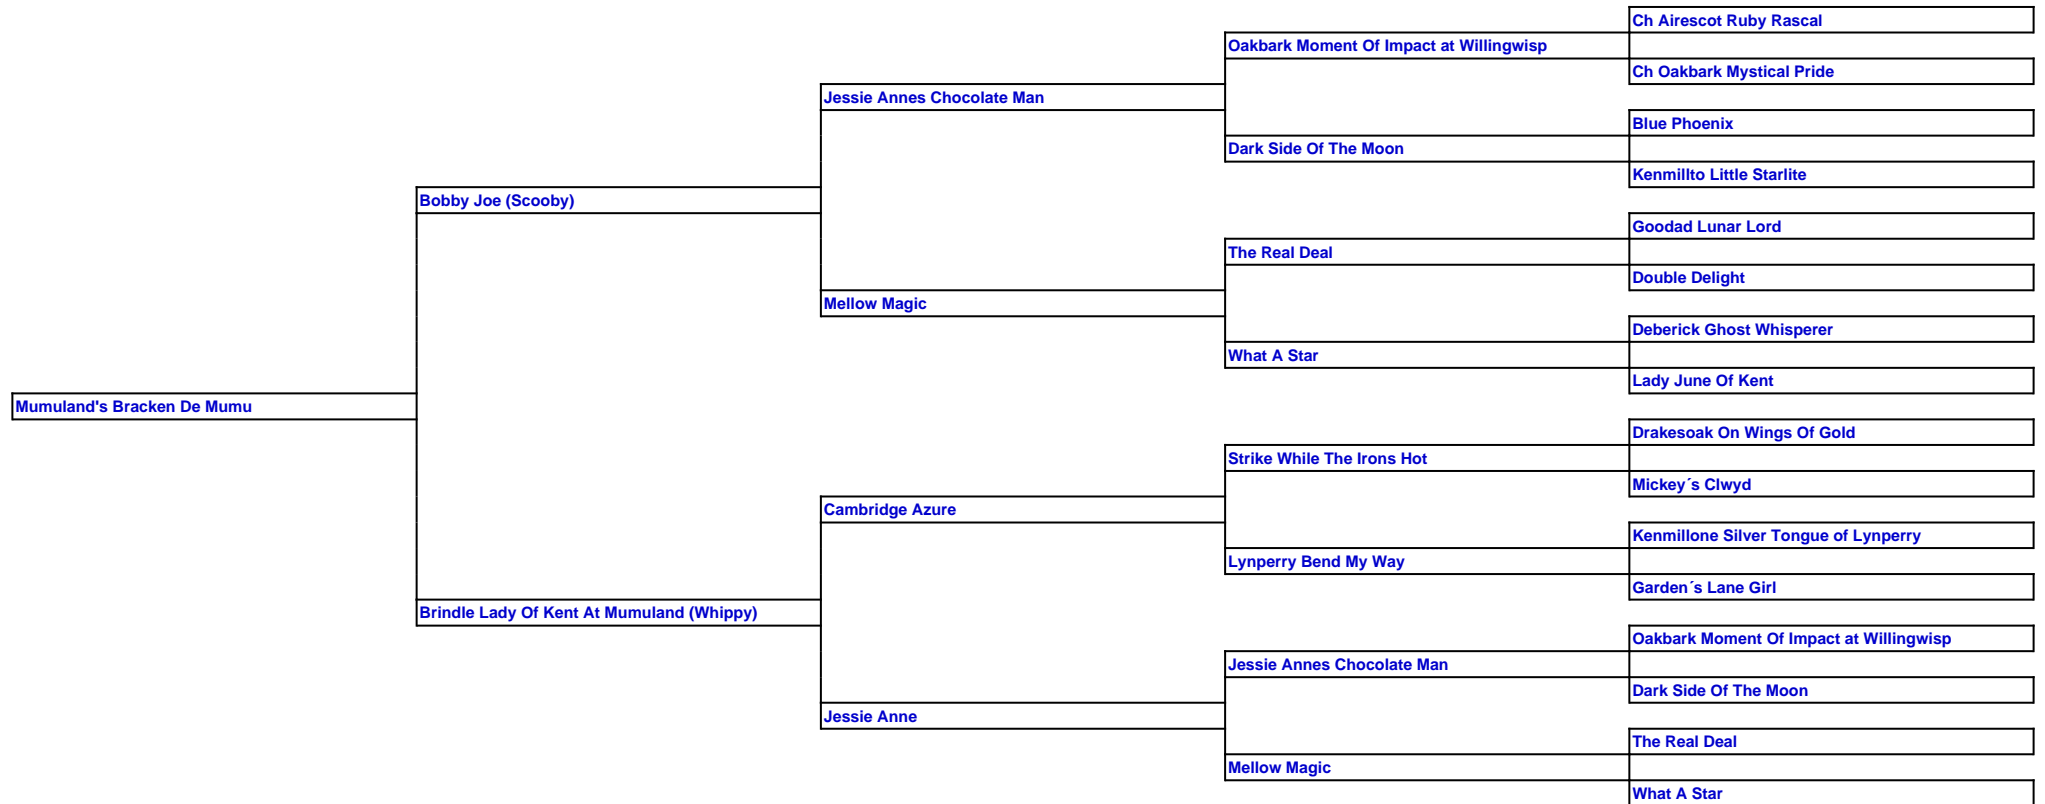 Ch Airescot Ruby Rascal
Oakbark Moment Of Impact at Willingwisp
Ch Oakbark Mystical Pride
Jessie Annes Chocolate Man
Blue Phoenix
Dark Side Of The Moon
Kenmillto Little Starlite
Bobby Joe (Scooby)
Goodad Lunar Lord
The Real Deal
Double Delight
Mellow Magic
Deberick Ghost Whisperer
What A Star
Lady June Of Kent
Mumuland's Bracken De Mumu
Drakesoak On Wings Of Gold
Strike While The Irons Hot
Mickey´s Clwyd
Cambridge Azure
Kenmillone Silver Tongue of Lynperry
Lynperry Bend My Way
Garden´s Lane Girl
Brindle Lady Of Kent At Mumuland (Whippy)
Oakbark Moment Of Impact at Willingwisp
Jessie Annes Chocolate Man
Dark Side Of The Moon
Jessie Anne
The Real Deal
Mellow Magic
What A Star